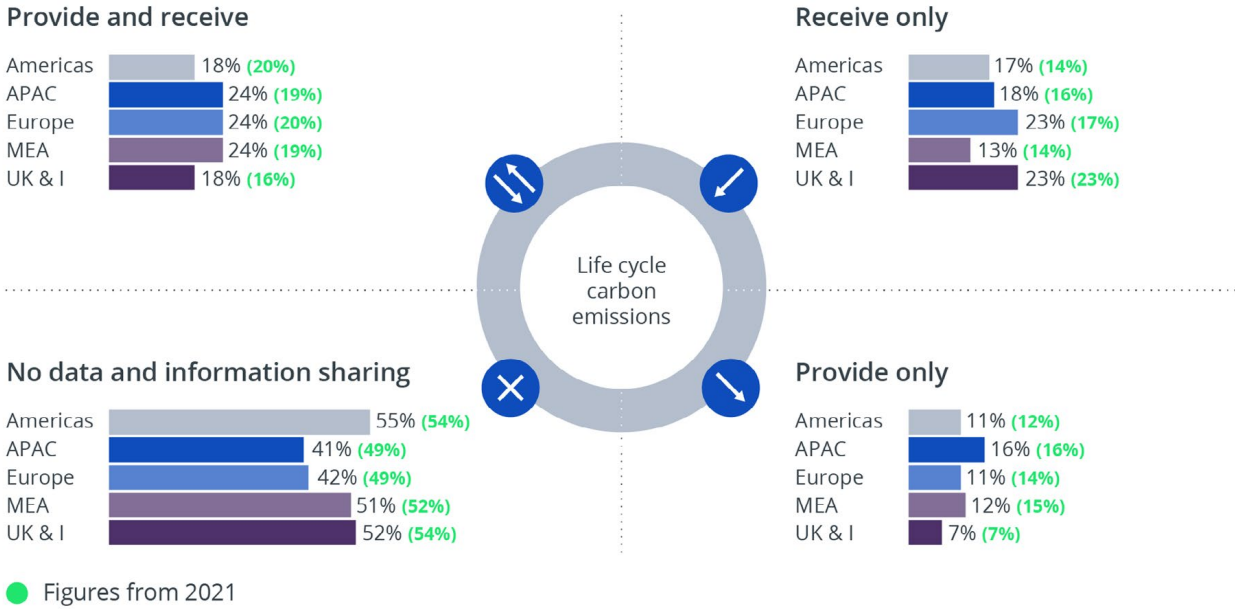 Provide and receive
Americas 18% (20%)
APAC 24% (19%)
Europe 24% (20%)
MEA 24% (19%)
UK & I 18% (16%)
Receive only
Americas 17% (14%)
APAC 18% (16%)
Europe 23% (17%)
MEA 13% (14%)
UK & I 23% (23%)
Life cycle
carbon
emissions
No data and information sharing
Americas 55% (54%)
APAC 41% (49%)
Europe 42% (49%)
MEA 51% (52%)
UK & I 52% (54%)
Provide only
Americas 11% (12%)
APAC 16% (16%)
Europe 11% (14%)
MEA 12% (15%)
UK & I 7% (7%)
Figures from 2021